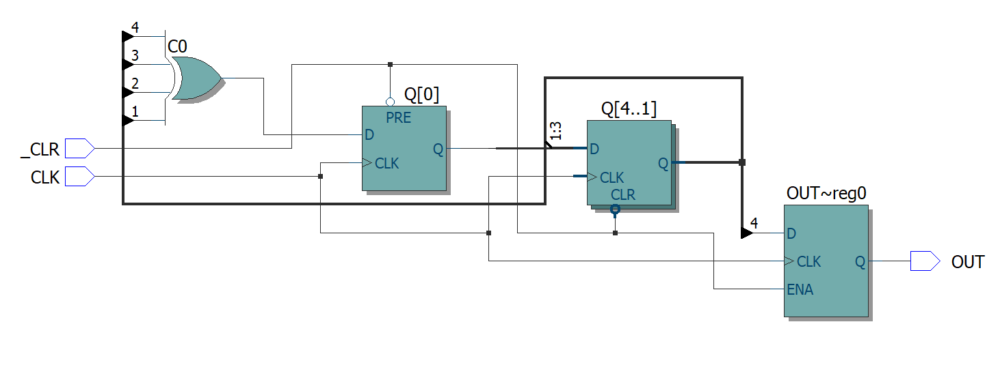 4
C0
3
2
1
_CLR
CLK
Q[0]
PRE
D
Q
CLK
1:3
Q[4..1]
D
Q
CLK
CLR
OUT~reg0
4
D
CLK
Q
ENA
OUT